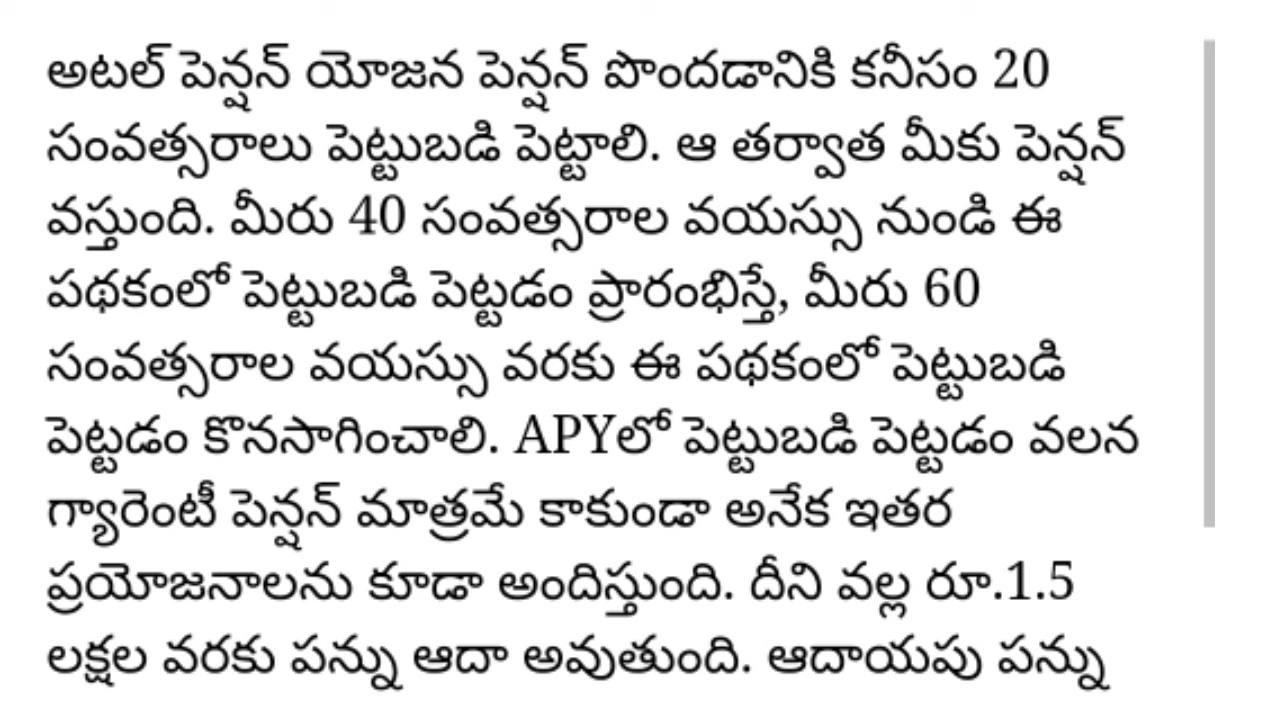 అటల్ పెన్షన్ యోజన పెన్షన్ పొందడానికి కనీసం 20
సంవత్సరాలు పెట్టుబడి పెట్టాలి. ఆ తర్వాత మీకు పెన్షన్
వస్తుంది. మీరు 40 సంవత్సరాల వయస్సు నుండి ఈ
పథకంలో పెట్టుబడి పెట్టడం ప్రారంభిస్తే, మీరు 60
సంవత్సరాల వయస్సు వరకు ఈ పథకంలో పెట్టుబడి
పెట్టడం కొనసాగించాలి. APYలో పెట్టుబడి పెట్టడం వలన
గ్యారెంటీ పెన్షన్ మాత్రమే కాకుండా అనేక ఇతర
ప్రయోజనాలను కూడా అందిస్తుంది. దీని వల్ల రూ.1.5
లక్షల వరకు పన్ను ఆదా అవుతుంది. ఆదాయపు పన్ను